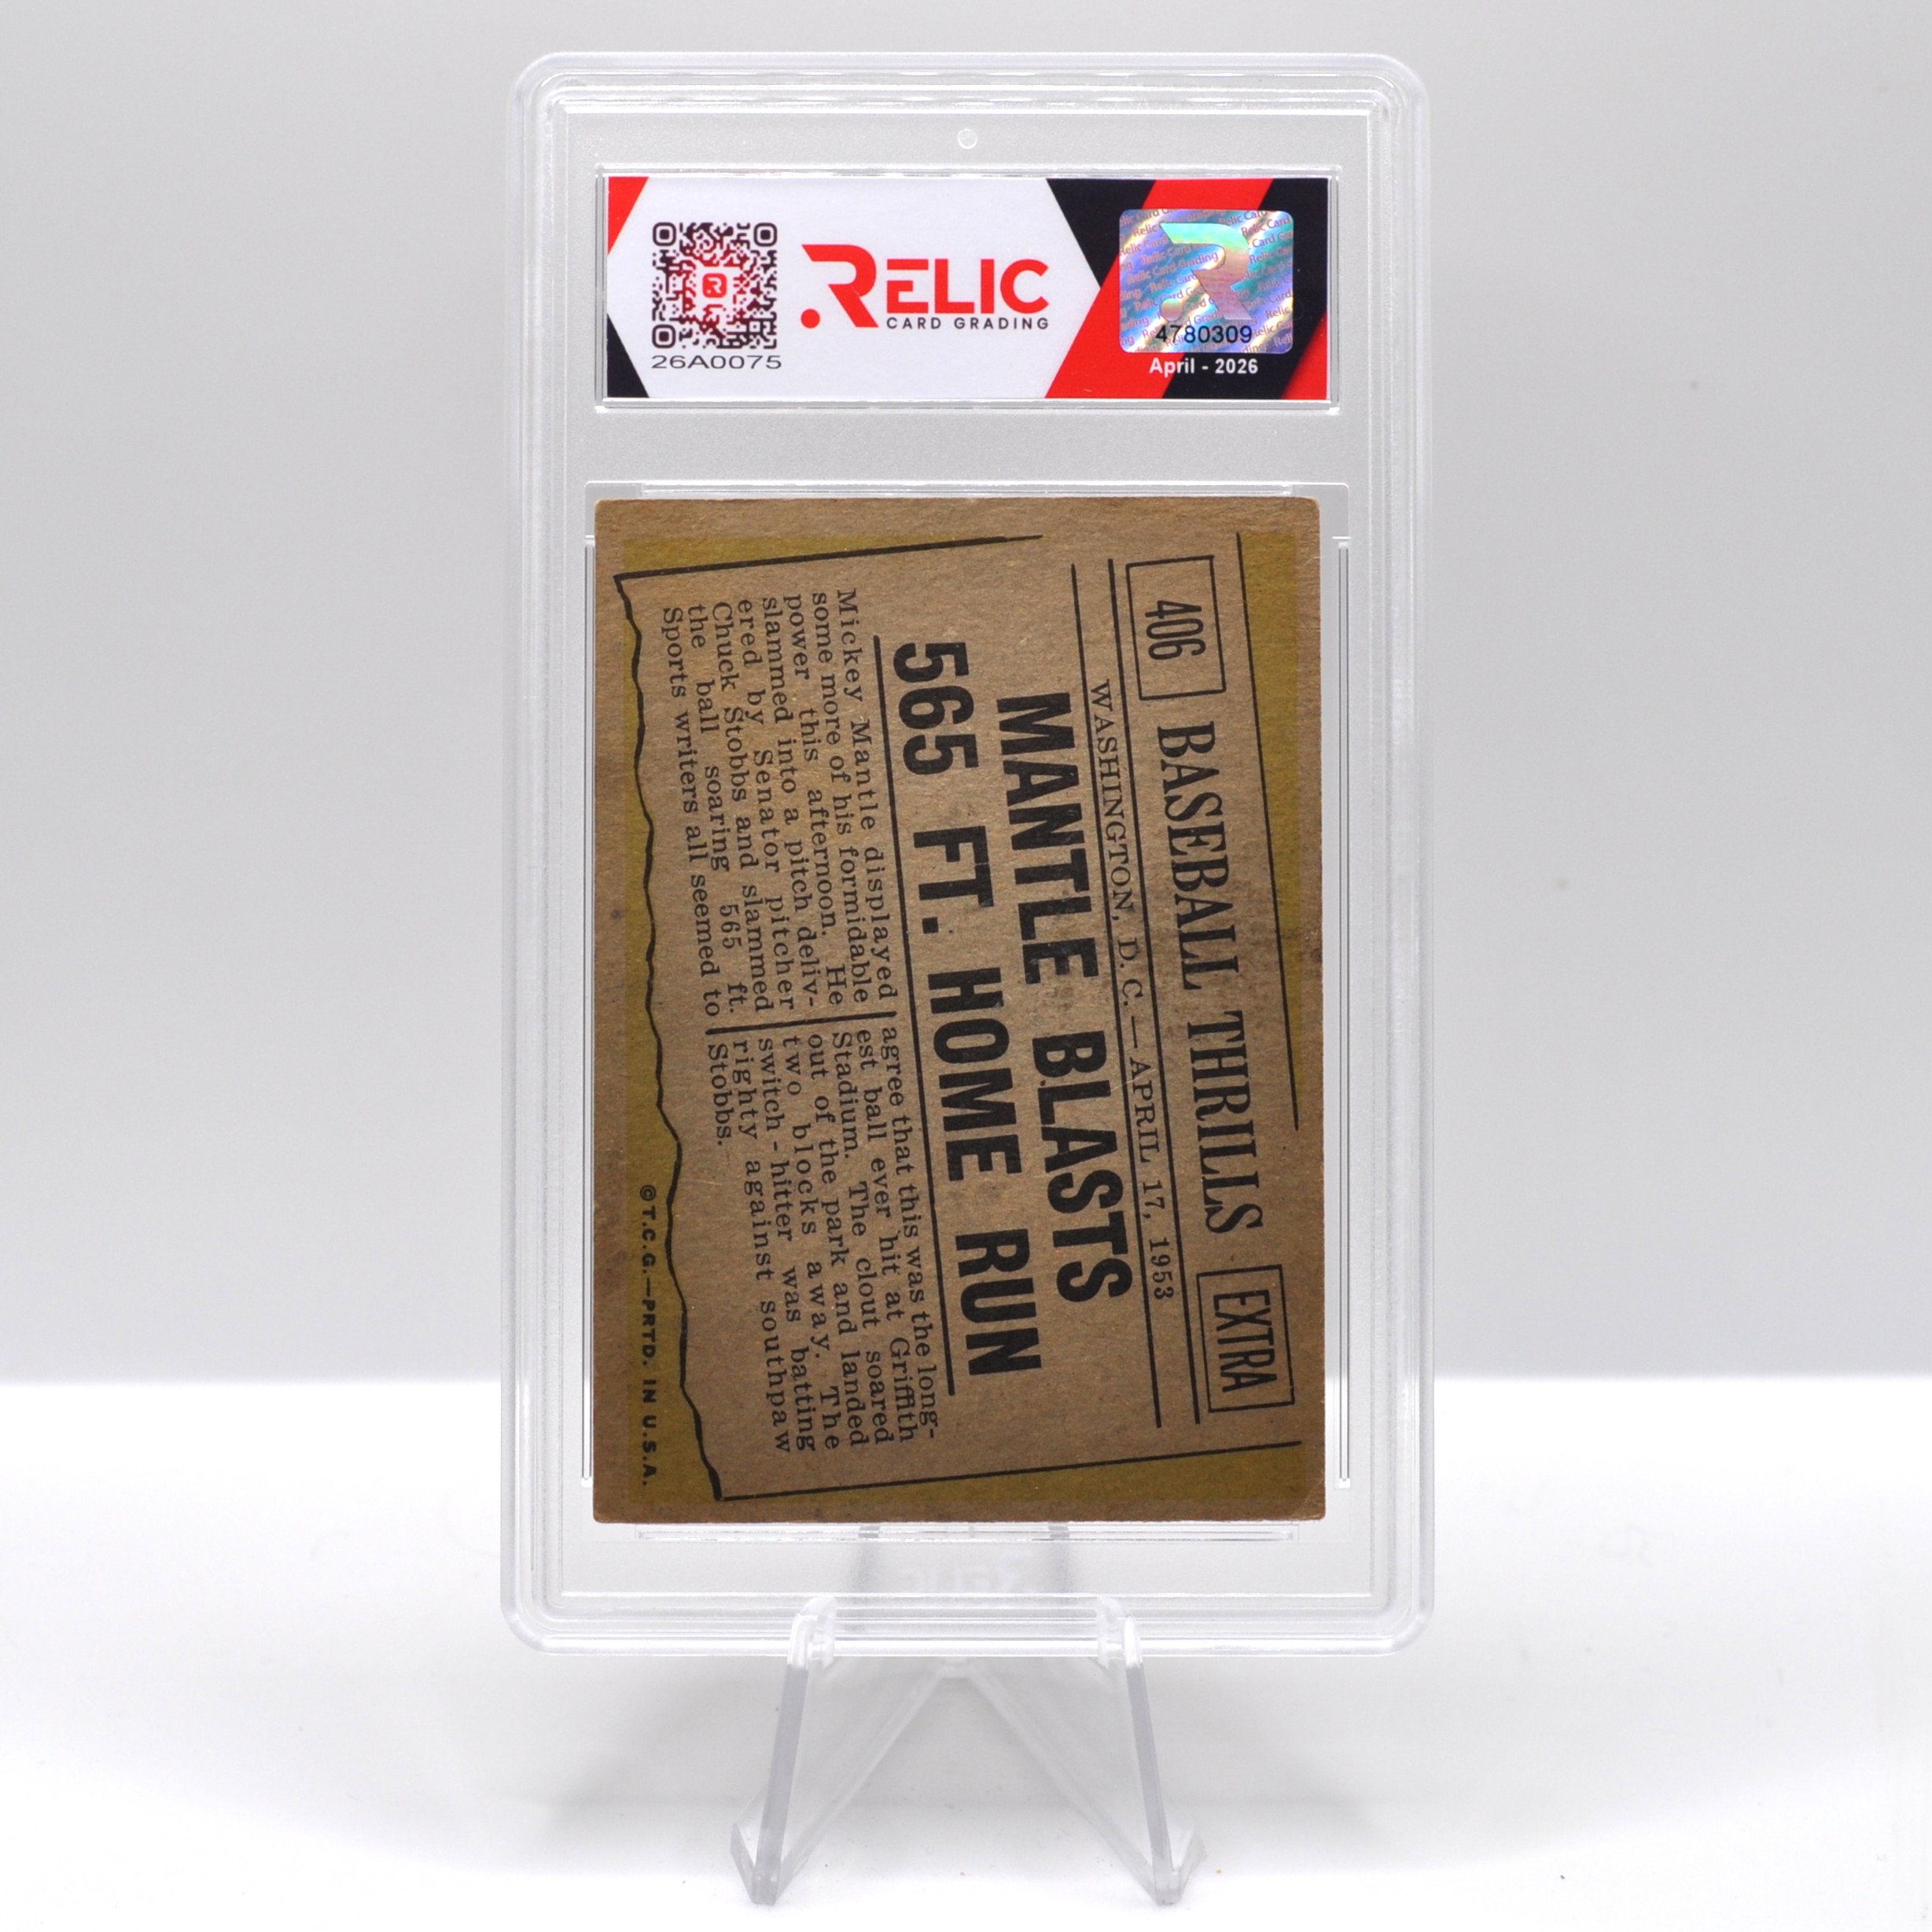 26A0075
RELIC
CARD GRADING
4780309
April - 2026
406
BASEBALL THRILLS
EXTRA
WASHINGTON, D. C. — APRIL 17, 1953
MANTLE BLASTS
565 FT. HOME RUN
Mickey Mantle displayed
some more of his formidable
power this afternoon. He
slammed into a pitch deliv-
ered by Senator pitcher
Chuck Stobbs and slammed
the ball soaring 565 ft.
Sports writers all seemed to
agree that this was the long-
est ball ever hit at Griffith
Stadium. The clout soared
out of the park and landed
two blocks away. The
switch-hitter was batting
righty against southpaw
Stobbs.
©T.C.G.—PRTD. IN U.S.A.